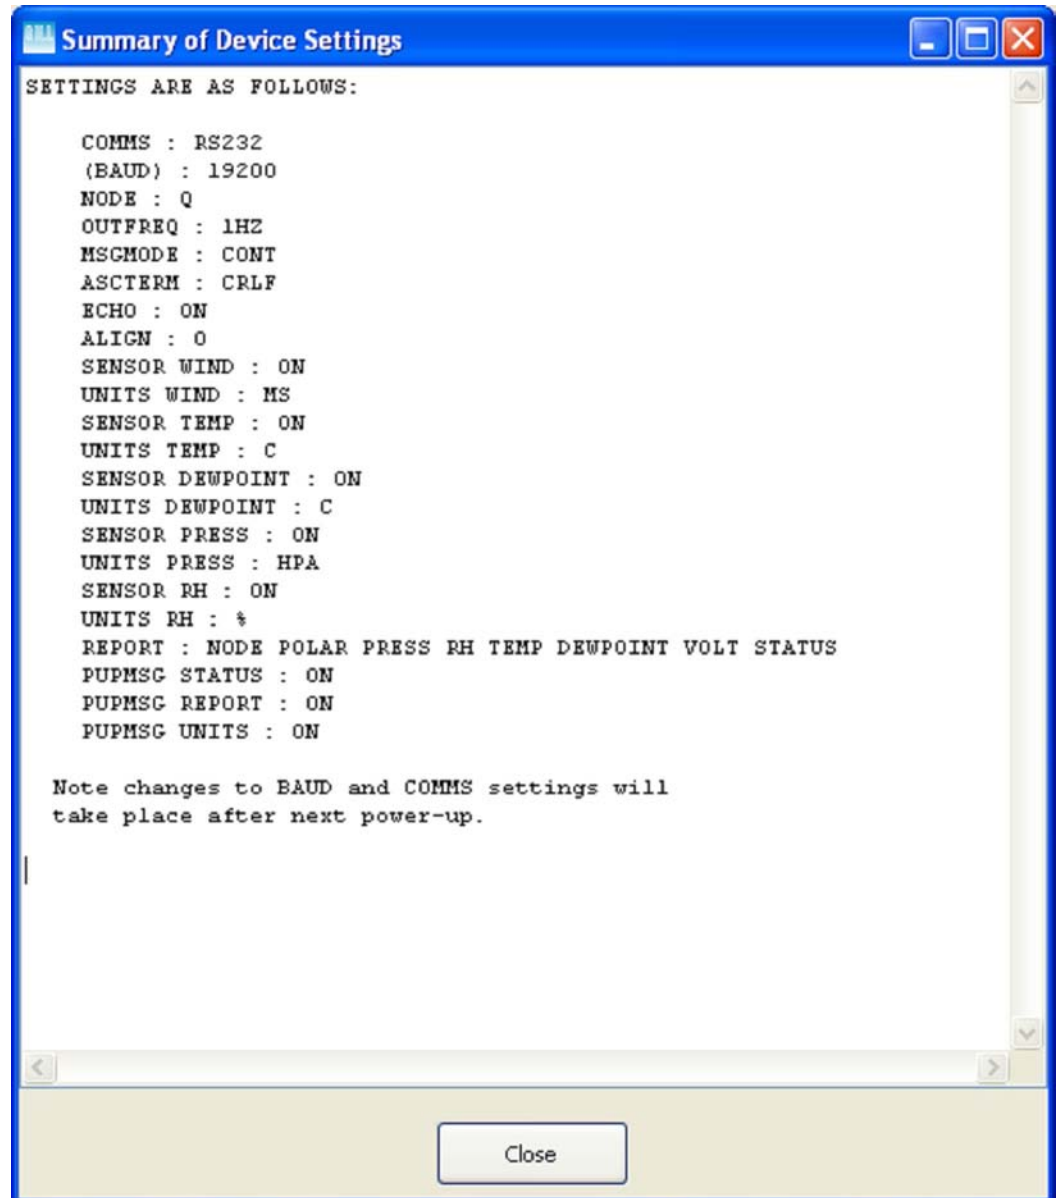 Summary of Device Settings
SETTINGS ARE AS FOLLOWS:
COMMS : RS232
(BAUD) : 19200
NODE : Q
OUTFREQ : 1HZ
MSGMODE : CONT
ASCTERM : CRLF
ECHO : ON
ALIGN : 0
SENSOR WIND : ON
UNITS WIND : MS
SENSOR TEMP : ON
UNITS TEMP : C
SENSOR DEWPOINT : ON
UNITS DEWPOINT : C
SENSOR PRESS : ON
UNITS PRESS : HPA
SENSOR RH : ON
UNITS RH : %
REPORT : NODE POLAR PRESS RH TEMP DEWPOINT VOLT STATUS
PUPMSG STATUS : ON
PUPMSG REPORT : ON
PUPMSG UNITS : ON
Note changes to BAUD and COMMS settings will
take place after next power-up.
Close